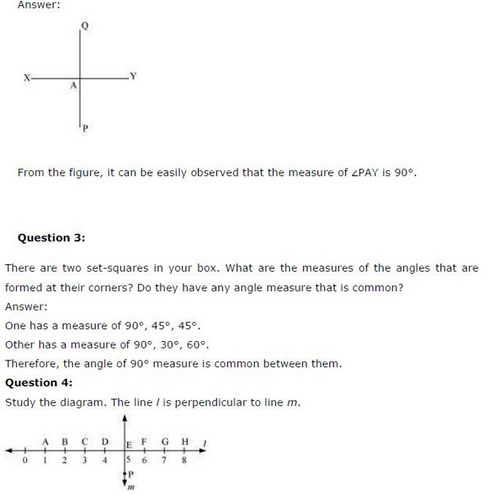 Answer:
Q
X Y
A
P
From the figure, it can be easily observed that the measure of ∠PAY is 90°.
Question 3:
There are two set-squares in your box. What are the measures of the angles that are
formed at their corners? Do they have any angle measure that is common?
Answer:
One has a measure of 90°, 45°, 45°.
Other has a measure of 90°, 30°, 60°.
Therefore, the angle of 90° measure is common between them.
Question 4:
Study the diagram. The line l is perpendicular to line m.
A B C D E F G H l
0 1 2 3 4 5 6 7 8
P
m